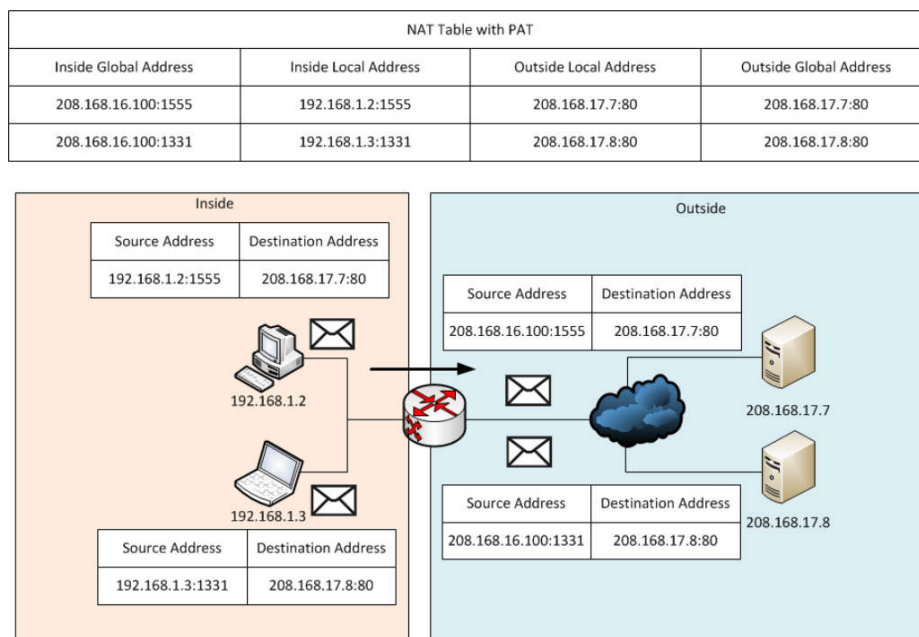 NAT Table with PAT
Inside Global Address Inside Local Address Outside Local Address Outside Global Address
208.168.16.100:1555 192.168.1.2:1555 208.168.17.7:80 208.168.17.7:80
208.168.16.100:1331 192.168.1.3:1331 208.168.17.8:80 208.168.17.8:80
Inside
Source Address Destination Address
192.168.1.2:1555 208.168.17.7:80
192.168.1.2
192.168.1.3
Source Address Destination Address
192.168.1.3:1331 208.168.17.8:80
Outside
Source Address Destination Address
208.168.16.100:1555 208.168.17.7:80
208.168.17.7
208.168.17.8
Source Address Destination Address
208.168.16.100:1331 208.168.17.8:80